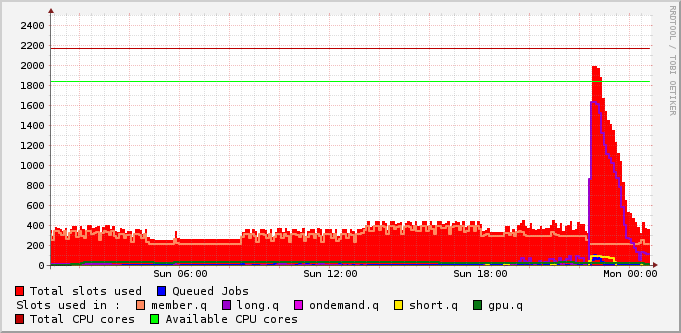 RRDTOOL / TOBI OETIKER
2400
2200
2000
1800
1600
1400
1200
1000
800
600
400
200
0
Sun 06:00 Sun 12:00 Sun 18:00 Mon 00:00
Total slots used Queued Jobs
Slots used in : member.q long.q ondemand.q short.q gpu.q
Total CPU cores Available CPU cores